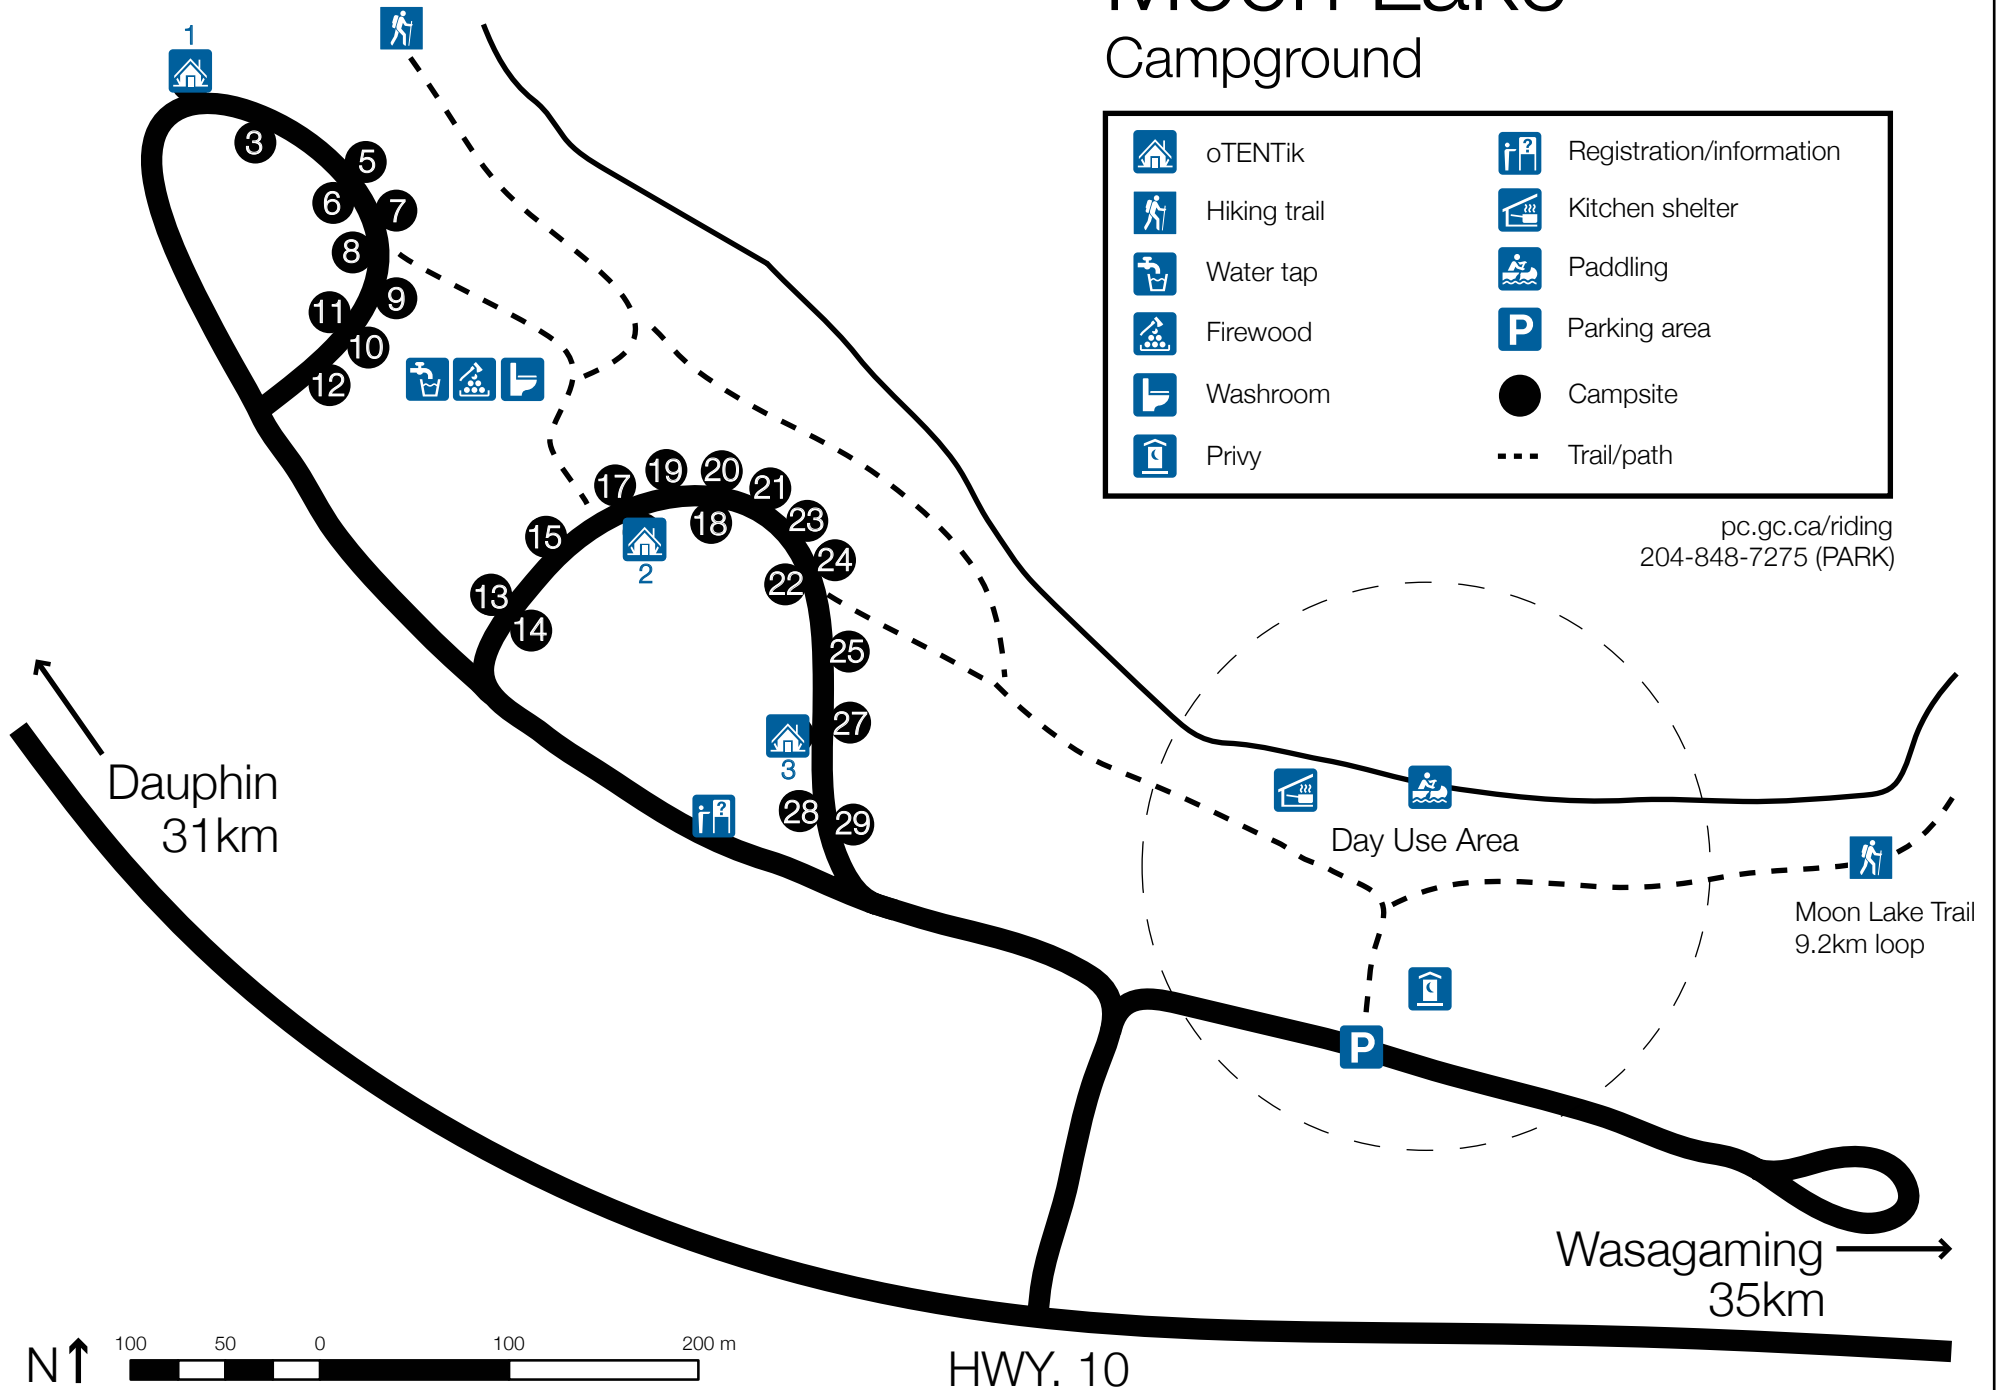 Moon Lake
Campground
oTENTik
Hiking trail
Water tap
Firewood
Washroom
Privy
Registration/information
?
Kitchen shelter
Paddling
P
Parking area
Campsite
Trail/path
pc.gc.ca/riding
204-848-7275 (PARK)
1
3
5
6
7
8
9
11
10
12
17
19
20
21
18
23
15
2
24
22
13
14
25
27
3
28
29
?
Dauphin
31km
Day Use Area
Moon Lake Trail
9.2km loop
P
Wasagaming
35km
N
100
50
0
100
200 m
HWY. 10